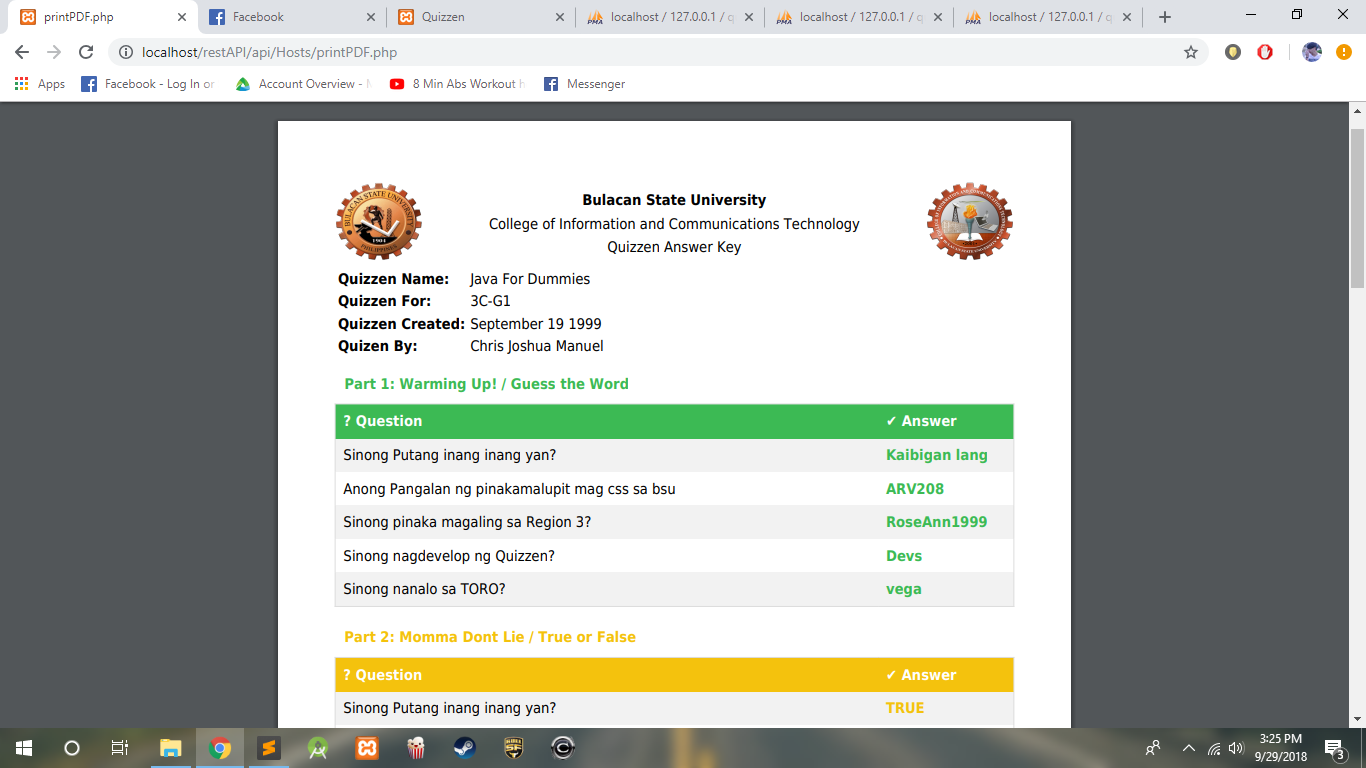 printPDF.php
Facebook
Quizzen
localhost / 127.0.0.1 / q
localhost / 127.0.0.1 / q
localhost / 127.0.0.1 / q
localhost/restAPI/api/Hosts/printPDF.php
Apps
Facebook - Log In or
Account Overview -
8 Min Abs Workout h
Messenger
BULACAN STATE UNIVERSITY
1904
PHILIPPINES
Bulacan State University
College of Information and Communications Technology
Quizzen Answer Key
Quizzen Name: Java For Dummies
Quizzen For: 3C-G1
Quizzen Created: September 19 1999
Quizen By: Chris Joshua Manuel
Part 1: Warming Up! / Guess the Word
? Question ✔ Answer
Sinong Putang inang inang yan? Kaibigan lang
Anong Pangalan ng pinakamalupit mag css sa bsu ARV208
Sinong pinaka magaling sa Region 3? RoseAnn1999
Sinong nagdevelop ng Quizzen? Devs
Sinong nanalo sa TORO? vega
Part 2: Momma Dont Lie / True or False
? Question ✔ Answer
Sinong Putang inang inang yan? TRUE
3:25 PM
9/29/2018
3